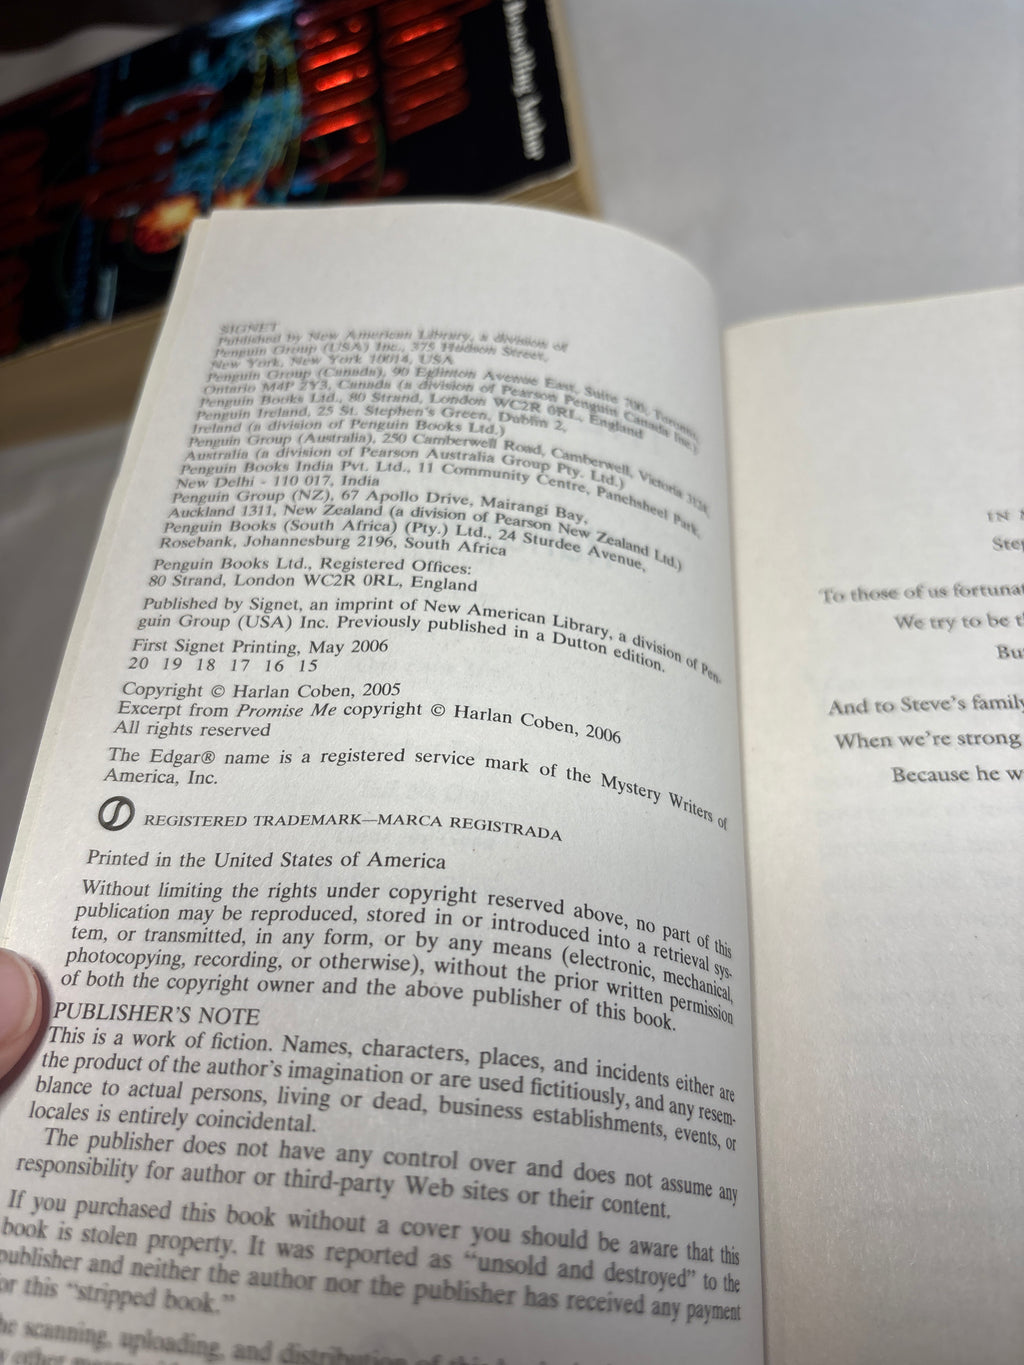 Bestselling Author
SIGNET
Published by New American Library, a division of
Penguin Group (USA) Inc., 375 Hudson Street,
New York, New York 10014, USA
Penguin Group (Canada), 90 Eglinton Avenue East, Suite 700, Toronto,
Ontario M4P 2Y3, Canada (a division of Pearson Penguin Canada Inc.)
Penguin Books Ltd., 80 Strand, London WC2R 0RL, England
Penguin Ireland, 25 St. Stephen's Green, Dublin 2,
Ireland (a division of Penguin Books Ltd.)
Penguin Group (Australia), 250 Camberwell Road, Camberwell, Victoria 3124,
Australia (a division of Pearson Australia Group Pty. Ltd.)
Penguin Books India Pvt. Ltd., 11 Community Centre, Panchsheel Park,
New Delhi - 110 017, India
Penguin Group (NZ), 67 Apollo Drive, Mairangi Bay,
Auckland 1311, New Zealand (a division of Pearson New Zealand Ltd.)
Penguin Books (South Africa) (Pty.) Ltd., 24 Sturdee Avenue,
Rosebank, Johannesburg 2196, South Africa
Penguin Books Ltd., Registered Offices:
80 Strand, London WC2R 0RL, England
Published by Signet, an imprint of New American Library, a division of Pen-
guin Group (USA) Inc. Previously published in a Dutton edition.
First Signet Printing, May 2006
20 19 18 17 16 15
Copyright © Harlan Coben, 2005
Excerpt from Promise Me copyright © Harlan Coben, 2006
All rights reserved
The Edgar® name is a registered service mark of the Mystery Writers of
America, Inc.
REGISTERED TRADEMARK—MARCA REGISTRADA
Printed in the United States of America
Without limiting the rights under copyright reserved above, no part of this
publication may be reproduced, stored in or introduced into a retrieval sys-
tem, or transmitted, in any form, or by any means (electronic, mechanical,
photocopying, recording, or otherwise), without the prior written permission
of both the copyright owner and the above publisher of this book.
PUBLISHER'S NOTE
This is a work of fiction. Names, characters, places, and incidents either are
the product of the author's imagination or are used fictitiously, and any resem-
blance to actual persons, living or dead, business establishments, events, or
locales is entirely coincidental.
The publisher does not have any control over and does not assume any
responsibility for author or third-party Web sites or their content.
If you purchased this book without a cover you should be aware that this
book is stolen property. It was reported as "unsold and destroyed" to the
publisher and neither the author nor the publisher has received any payment
for this "stripped book."
The scanning, uploading, and distribution of this
other
IN
Step
To those of us fortunat
We try to be t
Bu
And to Steve's family
When we're strong
Because he w